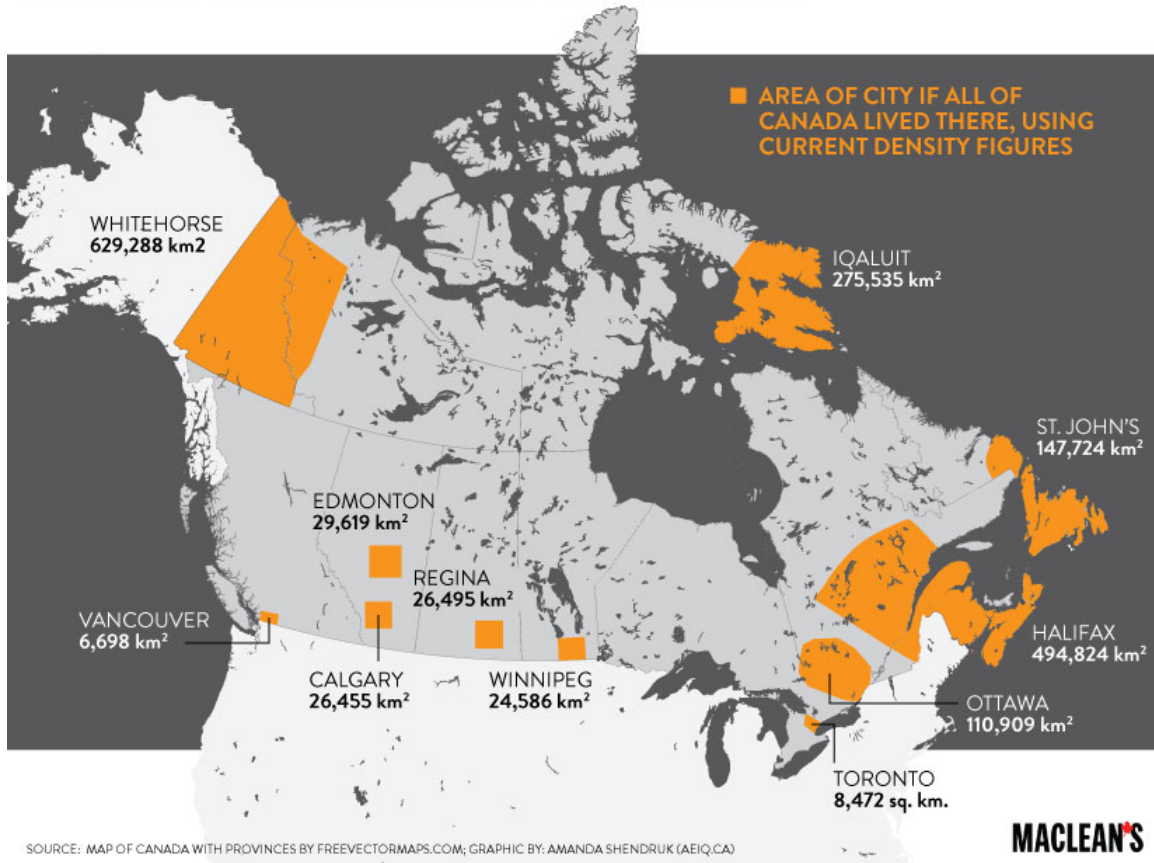 AREA OF CITY IF ALL OF
CANADA LIVED THERE, USING
CURRENT DENSITY FIGURES
WHITEHORSE
629,288 km2
IQALUIT
275,535 km²
ST. JOHN'S
147,724 km²
EDMONTON
29,619 km²
REGINA
26,495 km²
VANCOUVER
6,698 km²
HALIFAX
494,824 km²
CALGARY
26,455 km²
WINNIPEG
24,586 km²
OTTAWA
110,909 km²
TORONTO
8,472 sq. km.
MACLEAN'S
SOURCE: MAP OF CANADA WITH PROVINCES BY FREEVECTORMAPS.COM; GRAPHIC BY: AMANDA SHENDRUK (AEIQ.CA)